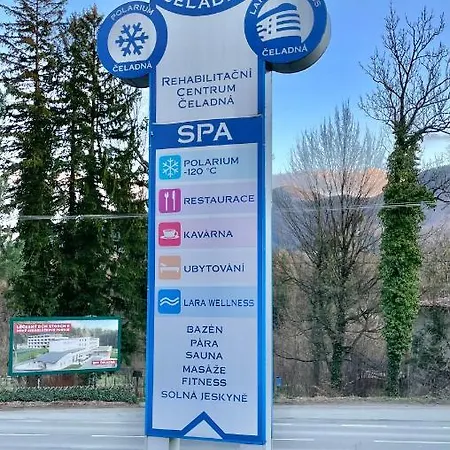 POLARIUM
ČELADNÁ
ČELADNÁ
ČELADNÁ
REHABILITAČNÍ
CENTRUM
ČELADNÁ
SPA
POLARIUM
-120 °C
RESTAURACE
KAVÁRNA
UBYTOVÁNÍ
LARA WELLNESS
BAZÉN
PÁRA
SAUNA
MASÁŽE
FITNESS
SOLNÁ JESKYNĚ